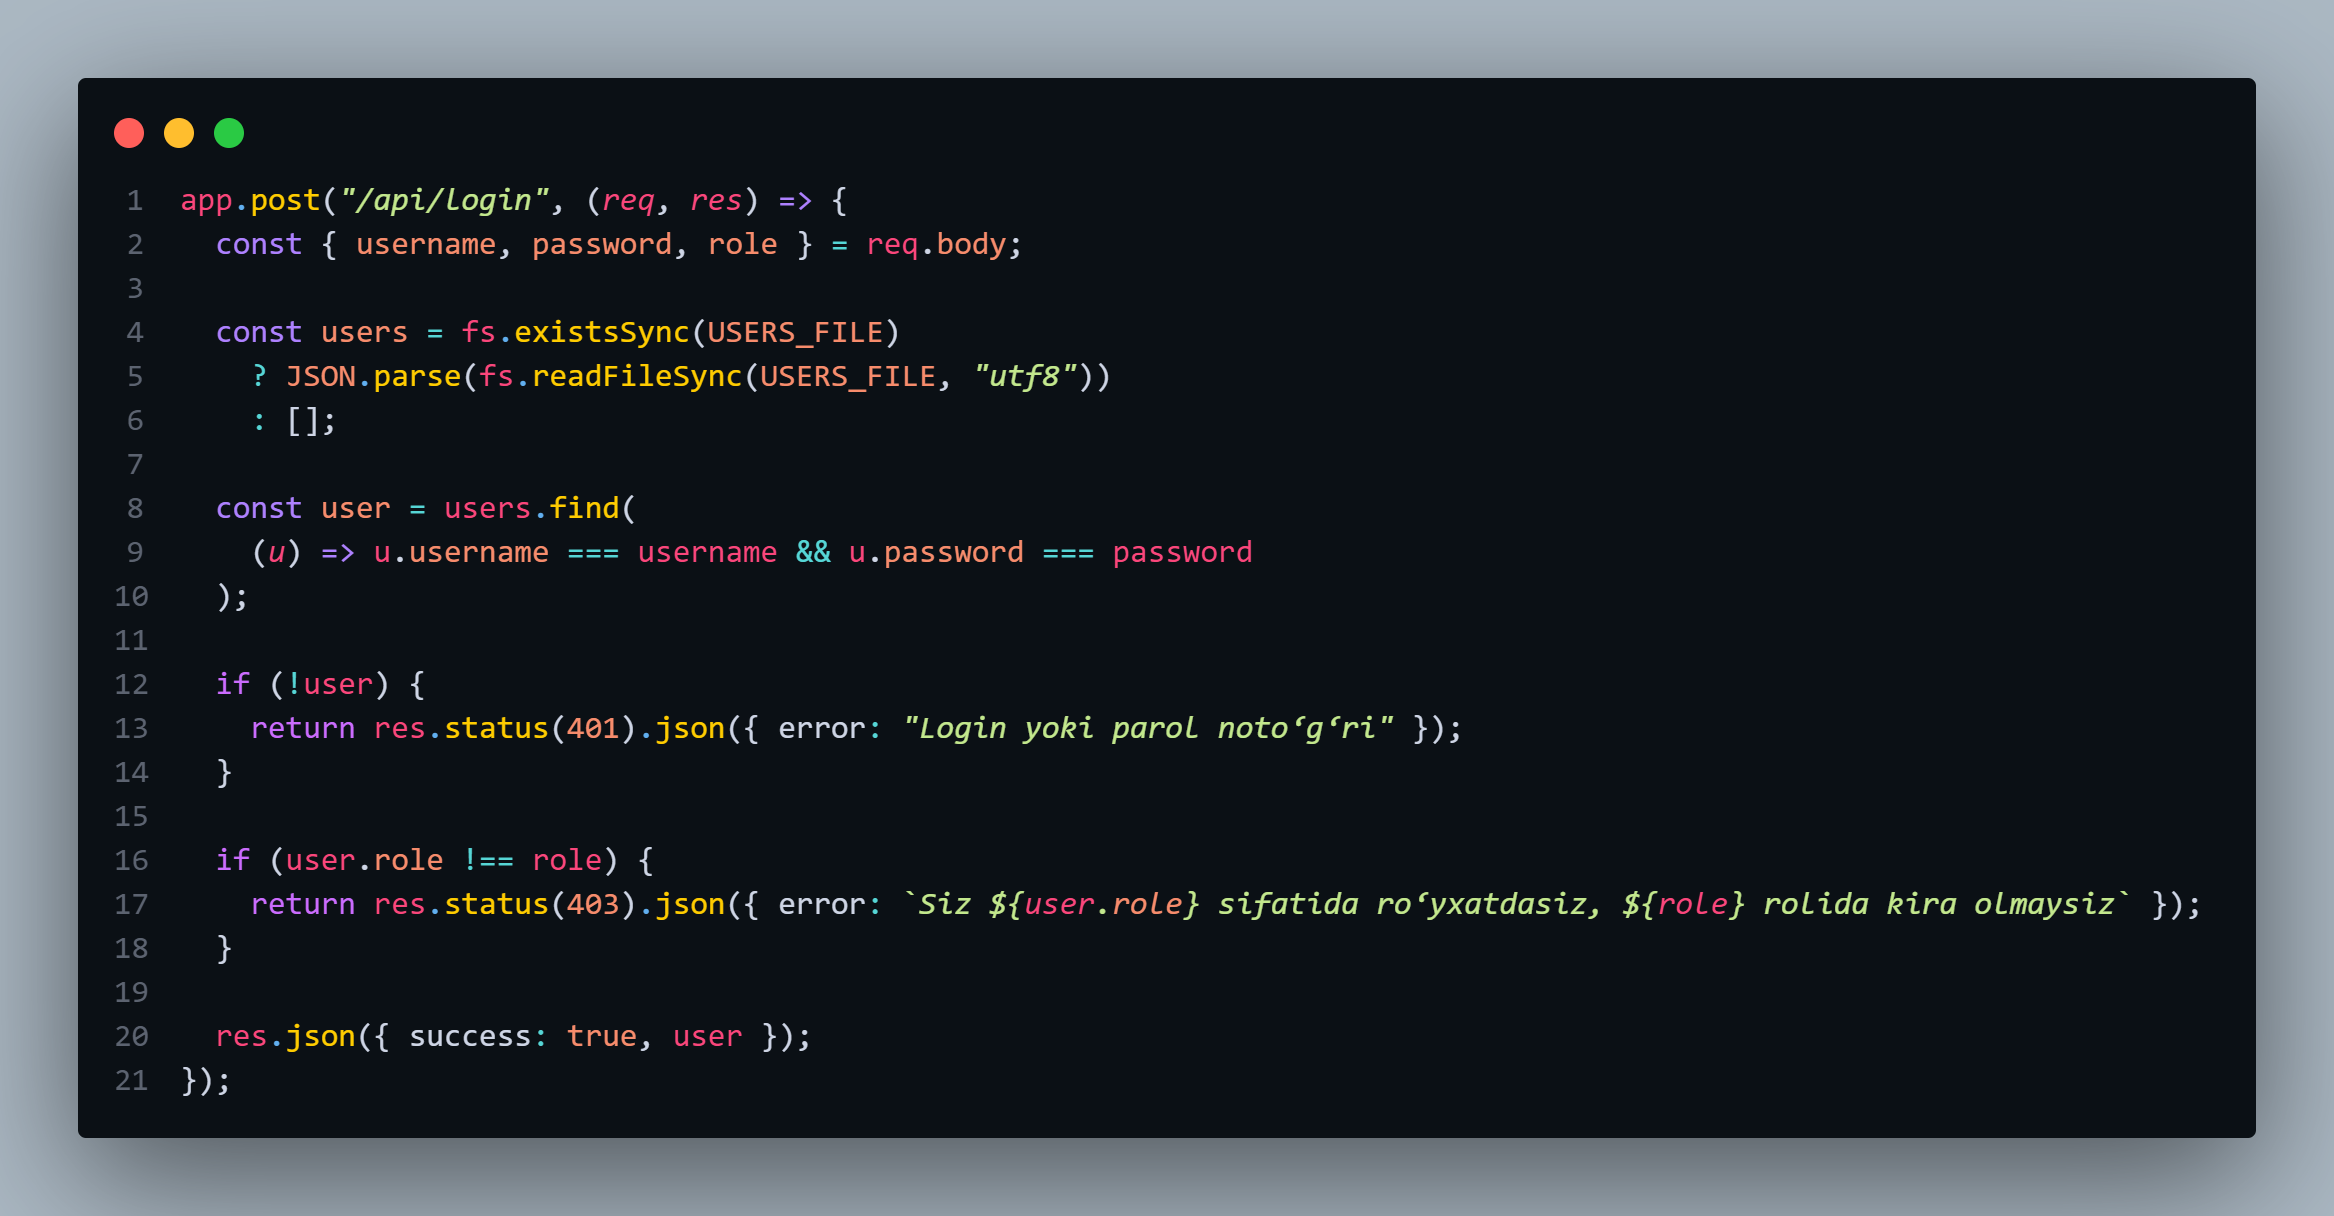 1 app.post("/api/login", (req, res) => {
2   const { username, password, role } = req.body;
3
4   const users = fs.existsSync(USERS_FILE)
5     ? JSON.parse(fs.readFileSync(USERS_FILE, "utf8"))
6     : [];
7
8   const user = users.find(
9     (u) => u.username === username && u.password === password
10   );
11
12   if (!user) {
13     return res.status(401).json({ error: "Login yoki parol noto‘g‘ri" });
14   }
15
16   if (user.role !== role) {
17     return res.status(403).json({ error: `Siz ${user.role} sifatida ro‘yxatdasiz, ${role} rolida kira olmaysiz` });
18   }
19
20   res.json({ success: true, user });
21 });